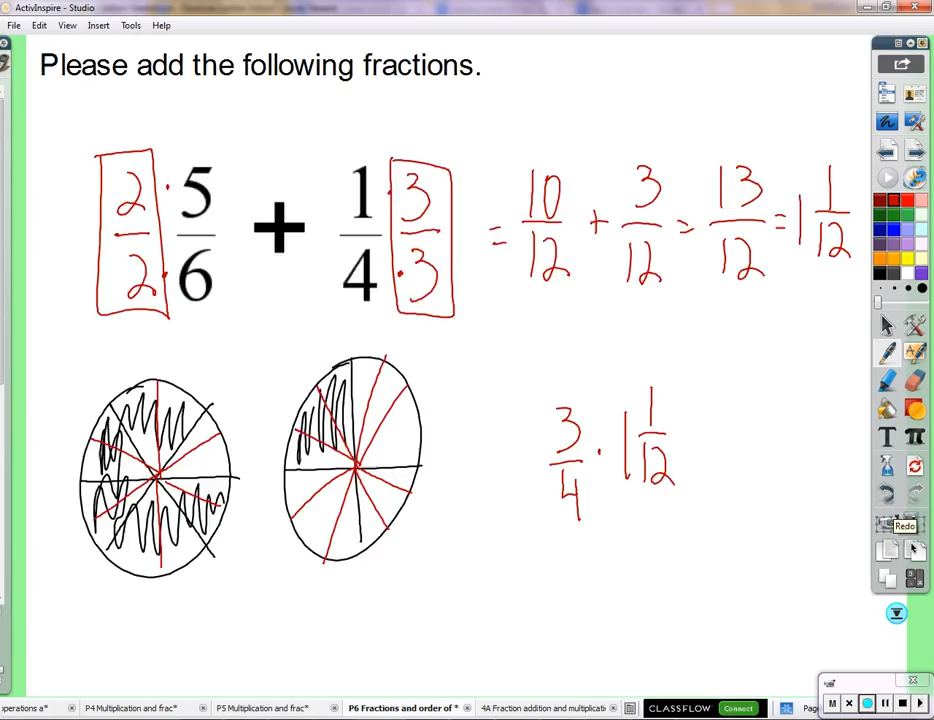 ActivInspire - Studio
File Edit View Insert Tools Help
Please add the following fractions.
2/2 · 5/6 + 1/4 · 3/3 = 10/12 + 3/12 = 13/12 = 1 1/12
3/4 · 1 1/12
Redo
operations a* P4 Multiplication and frac* P5 Multiplication and frac* P6 Fractions and order of * 4A Fraction addition and multiplicati CLASSFLOW Connect Page
M